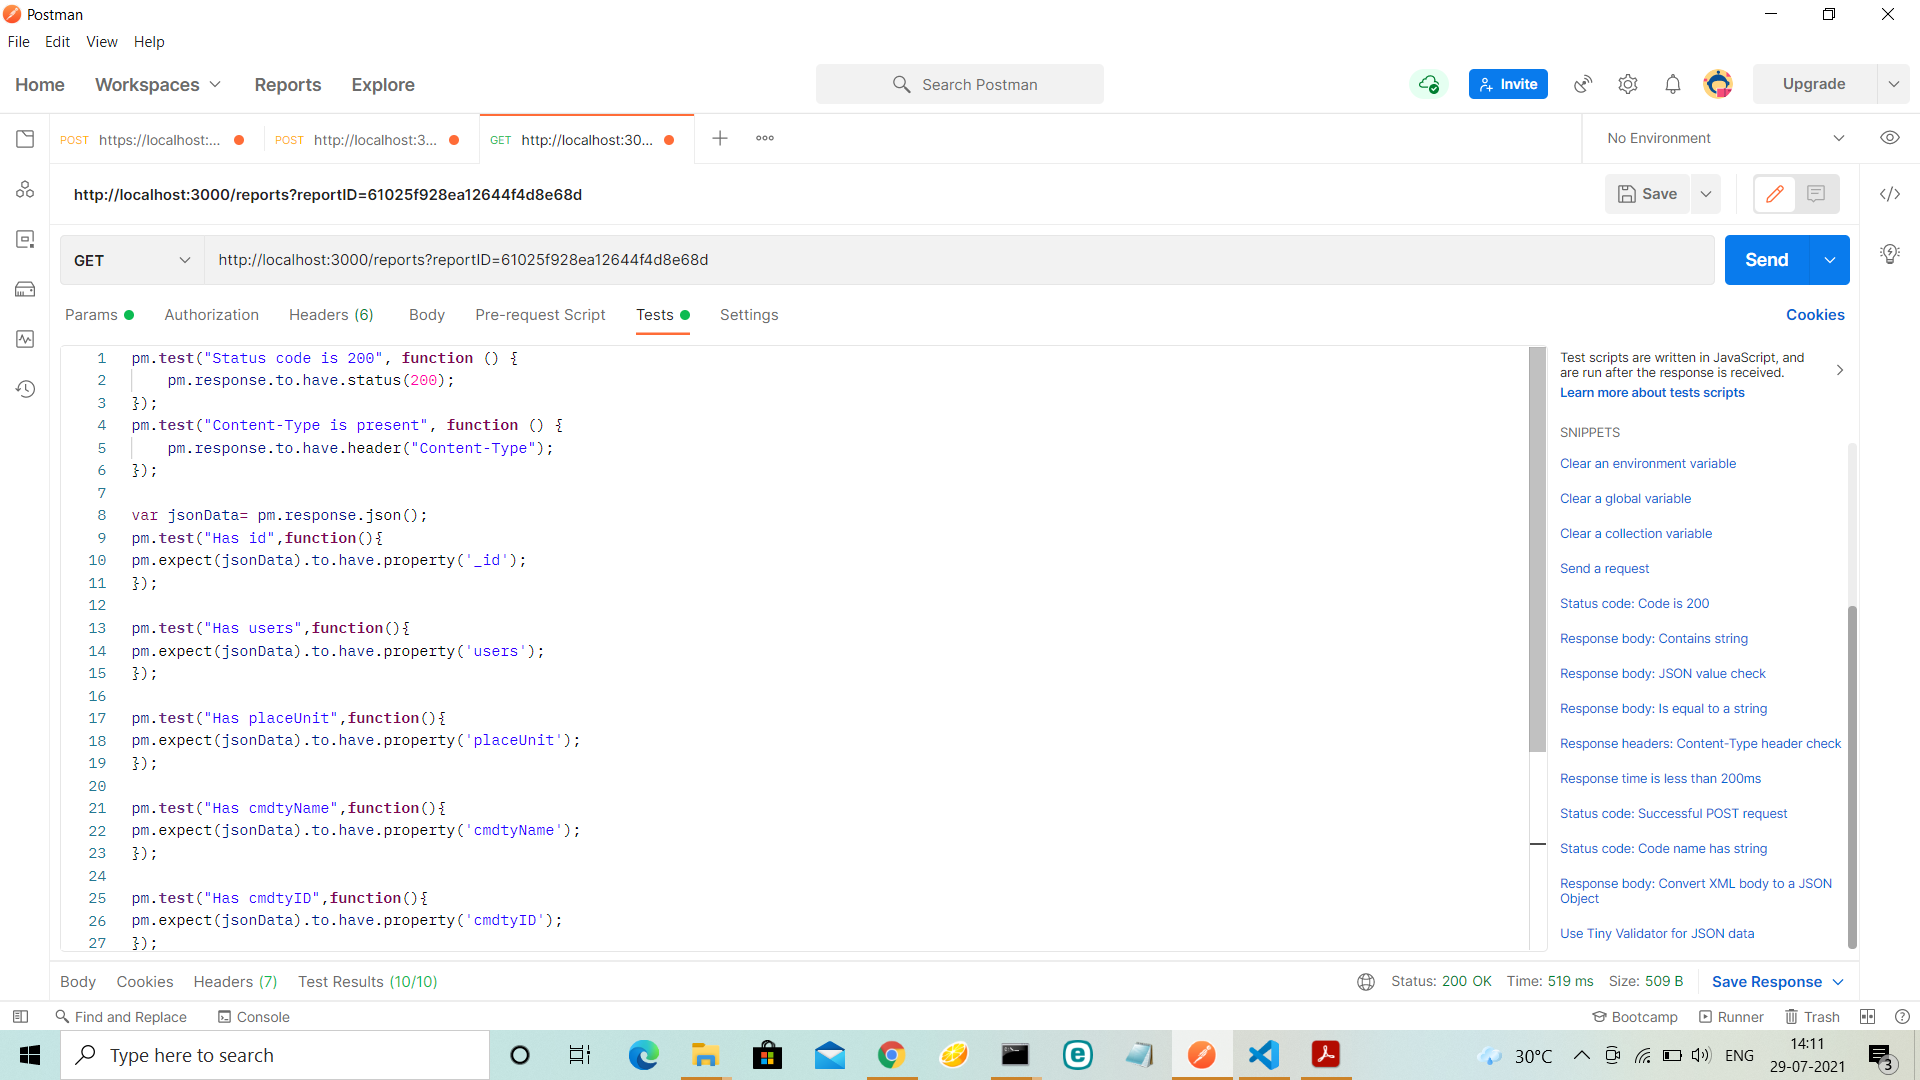 Postman
File Edit View Help
Home Workspaces Reports Explore
Search Postman
Invite
Upgrade
POST https://localhost:...
POST http://localhost:3...
GET http://localhost:30...
No Environment
http://localhost:3000/reports?reportID=61025f928ea12644f4d8e68d
Save
GET http://localhost:3000/reports?reportID=61025f928ea12644f4d8e68d
Send
Params Authorization Headers (6) Body Pre-request Script Tests Settings
Cookies
1 pm.test("Status code is 200", function () {
2 pm.response.to.have.status(200);
3 });
4 pm.test("Content-Type is present", function () {
5 pm.response.to.have.header("Content-Type");
6 });
7
8 var jsonData= pm.response.json();
9 pm.test("Has id",function(){
10 pm.expect(jsonData).to.have.property('_id');
11 });
12
13 pm.test("Has users",function(){
14 pm.expect(jsonData).to.have.property('users');
15 });
16
17 pm.test("Has placeUnit",function(){
18 pm.expect(jsonData).to.have.property('placeUnit');
19 });
20
21 pm.test("Has cmdtyName",function(){
22 pm.expect(jsonData).to.have.property('cmdtyName');
23 });
24
25 pm.test("Has cmdtyID",function(){
26 pm.expect(jsonData).to.have.property('cmdtyID');
27 });
Test scripts are written in JavaScript, and
are run after the response is received.
Learn more about tests scripts
SNIPPETS
Clear an environment variable
Clear a global variable
Clear a collection variable
Send a request
Status code: Code is 200
Response body: Contains string
Response body: JSON value check
Response body: Is equal to a string
Response headers: Content-Type header check
Response time is less than 200ms
Status code: Successful POST request
Status code: Code name has string
Response body: Convert XML body to a JSON
Object
Use Tiny Validator for JSON data
Body Cookies Headers (7) Test Results (10/10)
Status: 200 OK Time: 519 ms Size: 509 B Save Response
Find and Replace Console
Bootcamp Runner Trash
Type here to search
30°C
ENG
14:11
29-07-2021
3